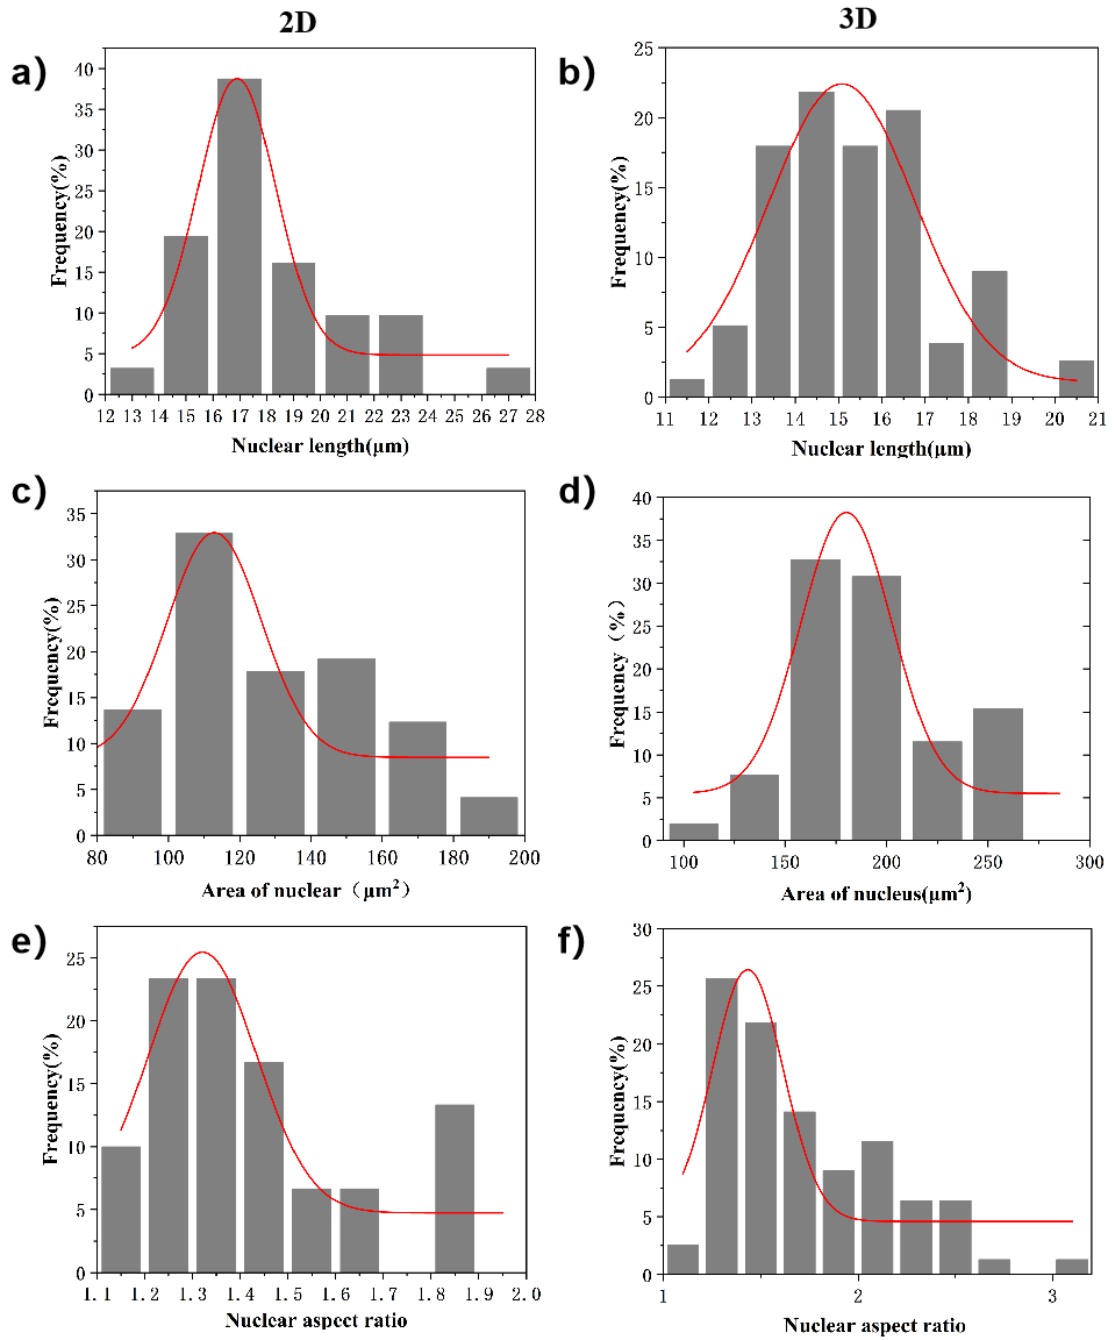 2D 3D
a) b)
Frequency(%)
40
35
30
25
20
15
10
5
0
12 13 14 15 16 17 18 19 20 21 22 23 24 25 26 27 28
Nuclear length(μm)
Frequency(%)
25
20
15
10
5
0
11 12 13 14 15 16 17 18 19 20 21
Nuclear length(μm)
c) d)
Frequency(%)
35
30
25
20
15
10
5
0
80 100 120 140 160 180 200
Area of nuclear（μm²）
Frequency（%）
40
35
30
25
20
15
10
5
0
100 150 200 250 300
Area of nucleus(μm²)
e) f)
Frequency(%)
25
20
15
10
5
0
1.1 1.2 1.3 1.4 1.5 1.6 1.7 1.8 1.9 2.0
Nuclear aspect ratio
Frequency(%)
30
25
20
15
10
5
0
1 2 3
Nuclear aspect ratio